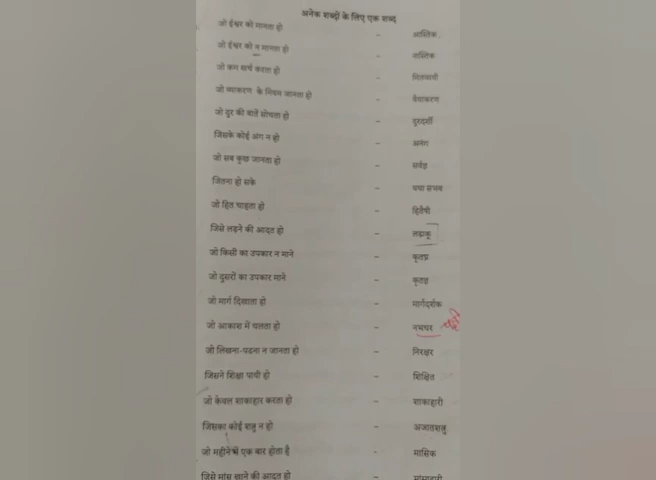 अनेक शब्दों के लिए एक शब्द
जो ईश्वर को मानता हो - आस्तिक
जो ईश्वर को न मानता हो - नास्तिक
जो कम खर्च करता हो - मितव्ययी
जो व्याकरण के नियम जानता हो - वैयाकरण
जो दूर की बातें सोचता हो - दूरदर्शी
जिसके कोई अंग न हो - अनंग
जो सब कुछ जानता हो - सर्वज्ञ
जितना हो सके - यथा संभव
जो हित चाहता हो - हितैषी
जिसे लड़ने की आदत हो - लड़ाकू
जो किसी का उपकार न माने - कृतघ्न
जो दूसरों का उपकार माने - कृतज्ञ
जो मार्ग दिखाता हो - मार्गदर्शक
जो आकाश में चलता हो - नभचर
जो लिखना-पढना न जानता हो - निरक्षर
जिसने शिक्षा पायी हो - शिक्षित
जो केवल शाकाहार करता हो - शाकाहारी
जिसका कोई शत्रु न हो - अजातशत्रु
जो महीने में एक बार होता है - मासिक
जिसे मांस खाने की आदत हो - मांसाहारी